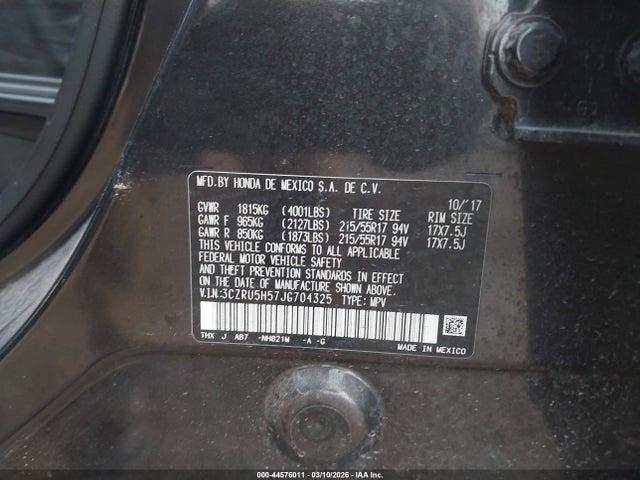 MFD.BY HONDA DE MEXICO S.A. DE C.V.
10/'17
GVWR 1815KG (4001LBS) TIRE SIZE RIM SIZE
GAWR F 965KG (2127LBS) 215/55R17 94V 17X7.5J
GAWR R 850KG (1873LBS) 215/55R17 94V 17X7.5J
THIS VEHICLE CONFORMS TO ALL APPLICABLE
FEDERAL MOTOR VEHICLE SAFETY
AND THEFT PREVENTION STANDARDS IN EFFECT
ON THE DATE OF MANUFACTURE SHOWN ABOVE.
V.I.N.:3CZRU5H57JG704325 TYPE: MPV
THX J AB7 -NH821M -A -G
MADE IN MEXICO
000-44576011 — 03/10/2026 — IAAI, Inc.